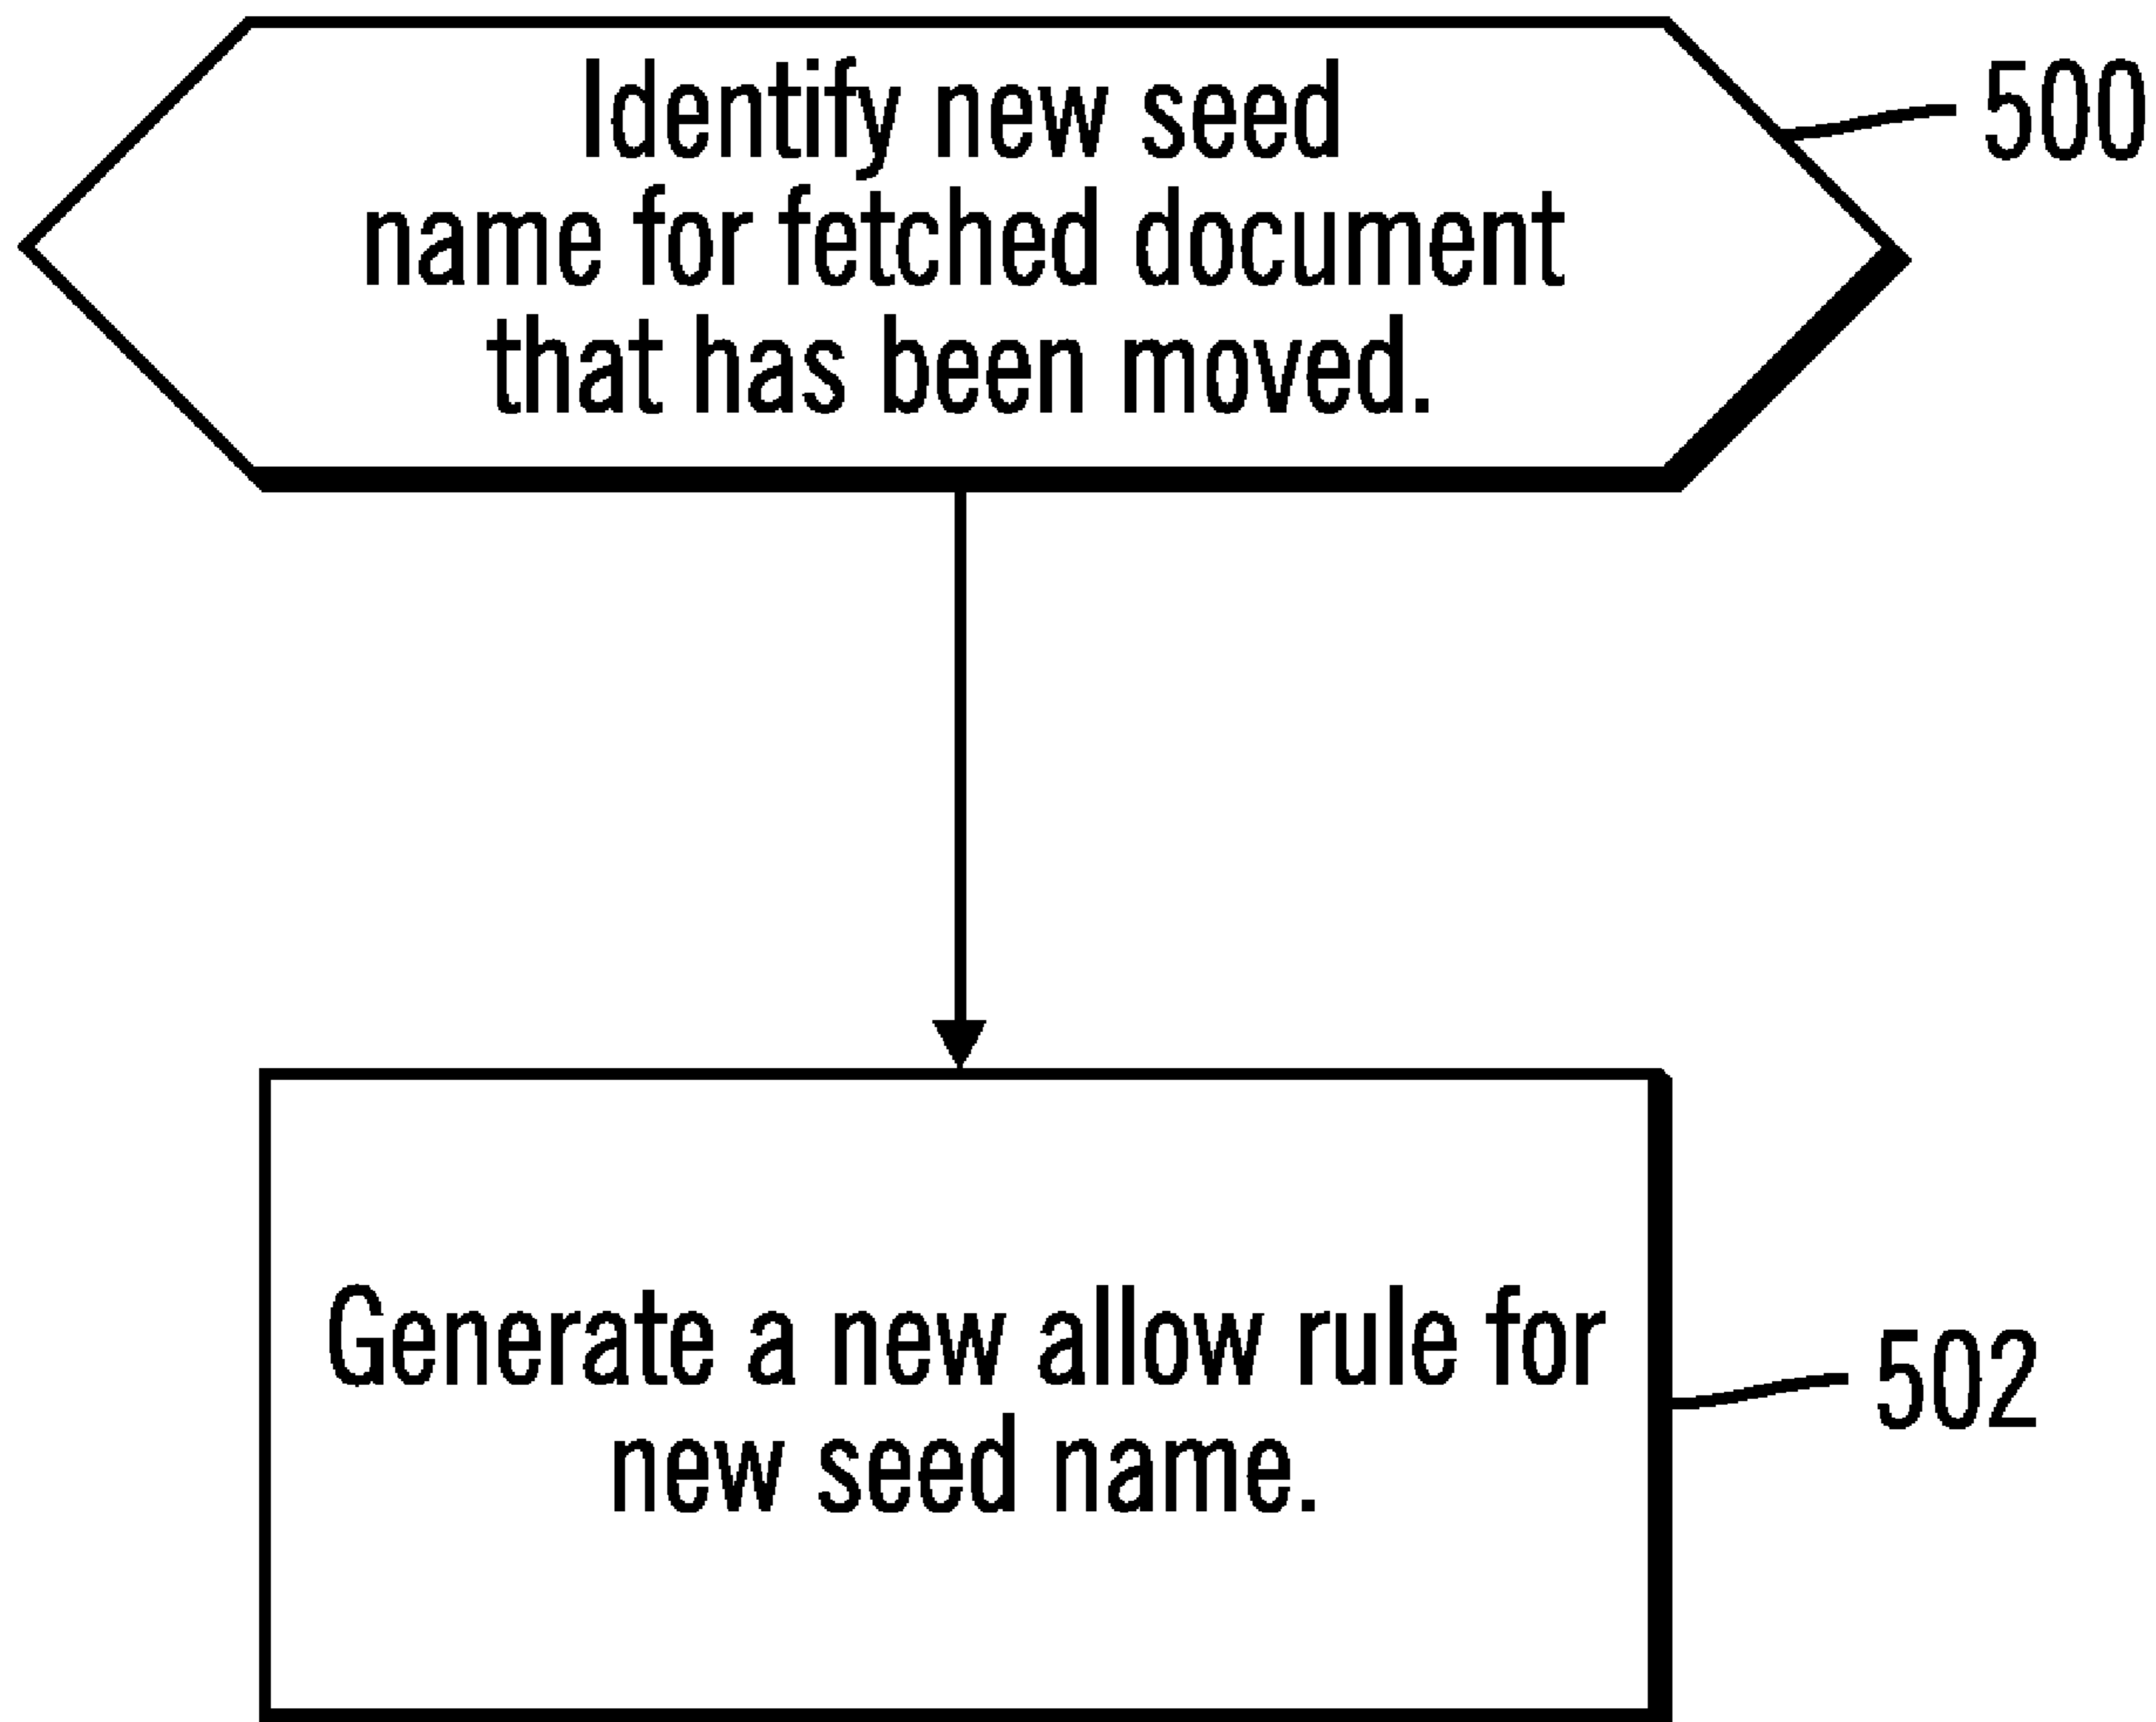 Identify new seed
name for fetched document
that has been moved.
500
Generate a new allow rule for
new seed name.
502